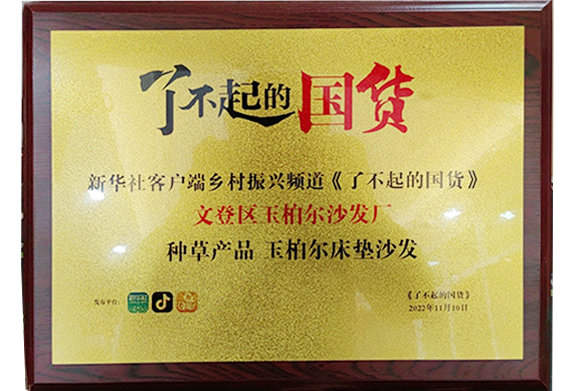 了不起的国货
新华社客户端乡村振兴频道《了不起的国货》
文登区玉柏尔沙发厂
种草产品 玉柏尔床垫沙发
发布平台:
《了不起的国货》
2022年11月10日